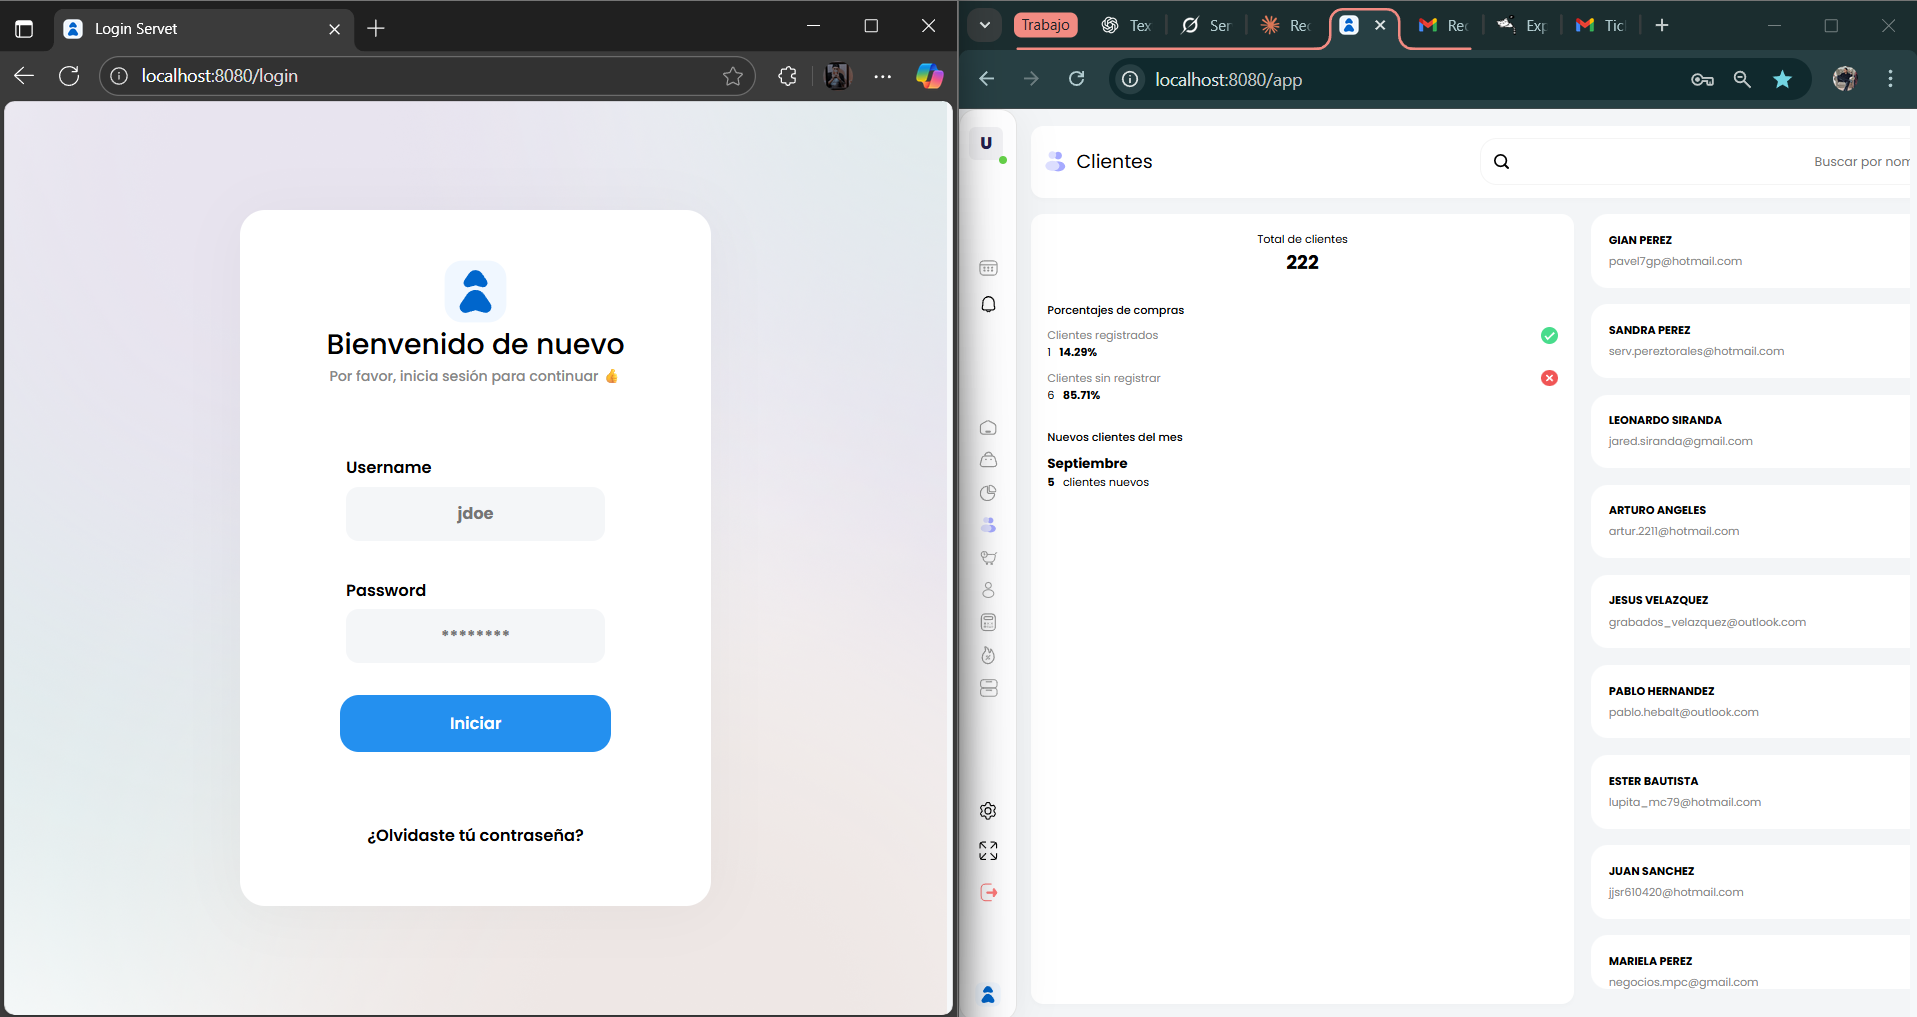 Login Servet
localhost:8080/login
Bienvenido de nuevo
Por favor, inicia sesión para continuar 👍
Username
jdoe
Password
********
Iniciar
¿Olvidaste tú contraseña?
Trabajo
Tex
Ser
Rec
Rec
Exp
Tic
localhost:8080/app
U
Clientes
Buscar por nom
Total de clientes
222
Porcentajes de compras
Clientes registrados
1 14.29%
Clientes sin registrar
6 85.71%
Nuevos clientes del mes
Septiembre
5 clientes nuevos
GIAN PEREZ
pavel7gp@hotmail.com
SANDRA PEREZ
serv.pereztorales@hotmail.com
LEONARDO SIRANDA
jared.siranda@gmail.com
ARTURO ANGELES
artur.2211@hotmail.com
JESUS VELAZQUEZ
grabados_velazquez@outlook.com
PABLO HERNANDEZ
pablo.hebalt@outlook.com
ESTER BAUTISTA
lupita_mc79@hotmail.com
JUAN SANCHEZ
jjsr610420@hotmail.com
MARIELA PEREZ
negocios.mpc@gmail.com